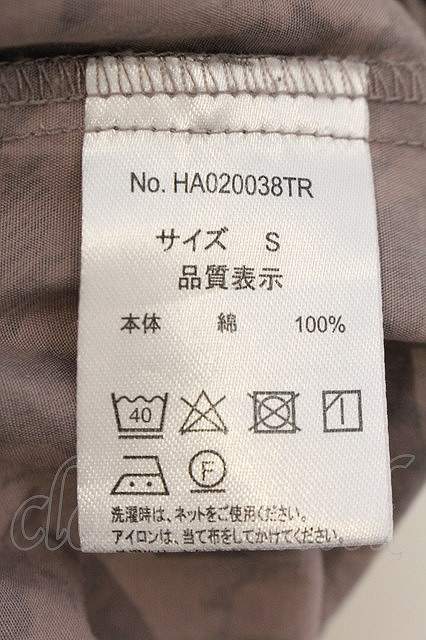 No. HA020038TR
サイズ S
品質表示
本体 綿 100%
40
F
洗濯時は、ネットをご使用ください。
アイロンは、当て布をしてかけてください。